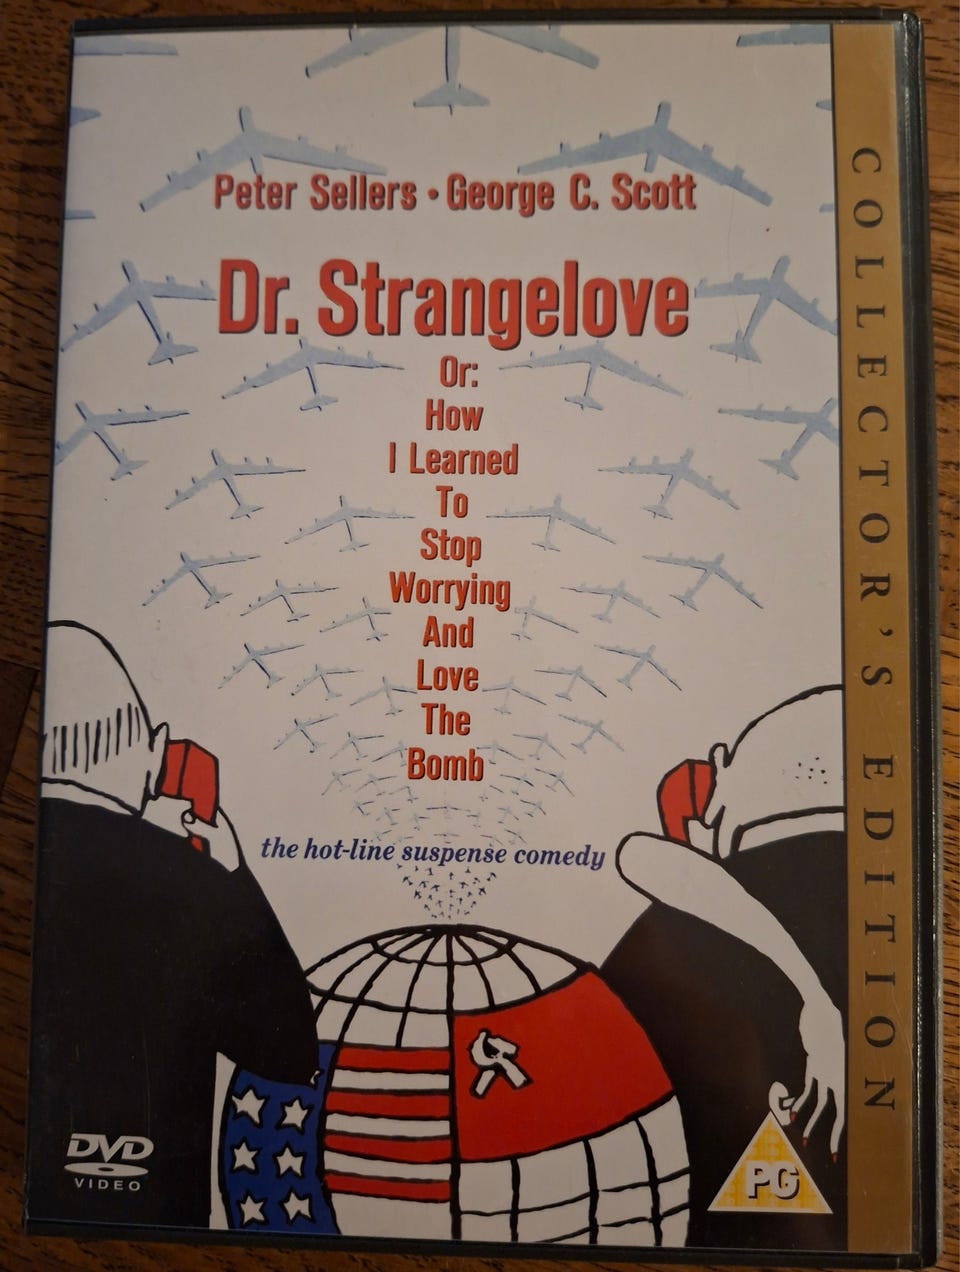 Peter Sellers • George C. Scott
Dr. Strangelove
Or:
How
I Learned
To
Stop
Worrying
And
Love
The
Bomb
the hot-line suspense comedy
COLLECTOR'S EDITION
DVD
VIDEO
PG